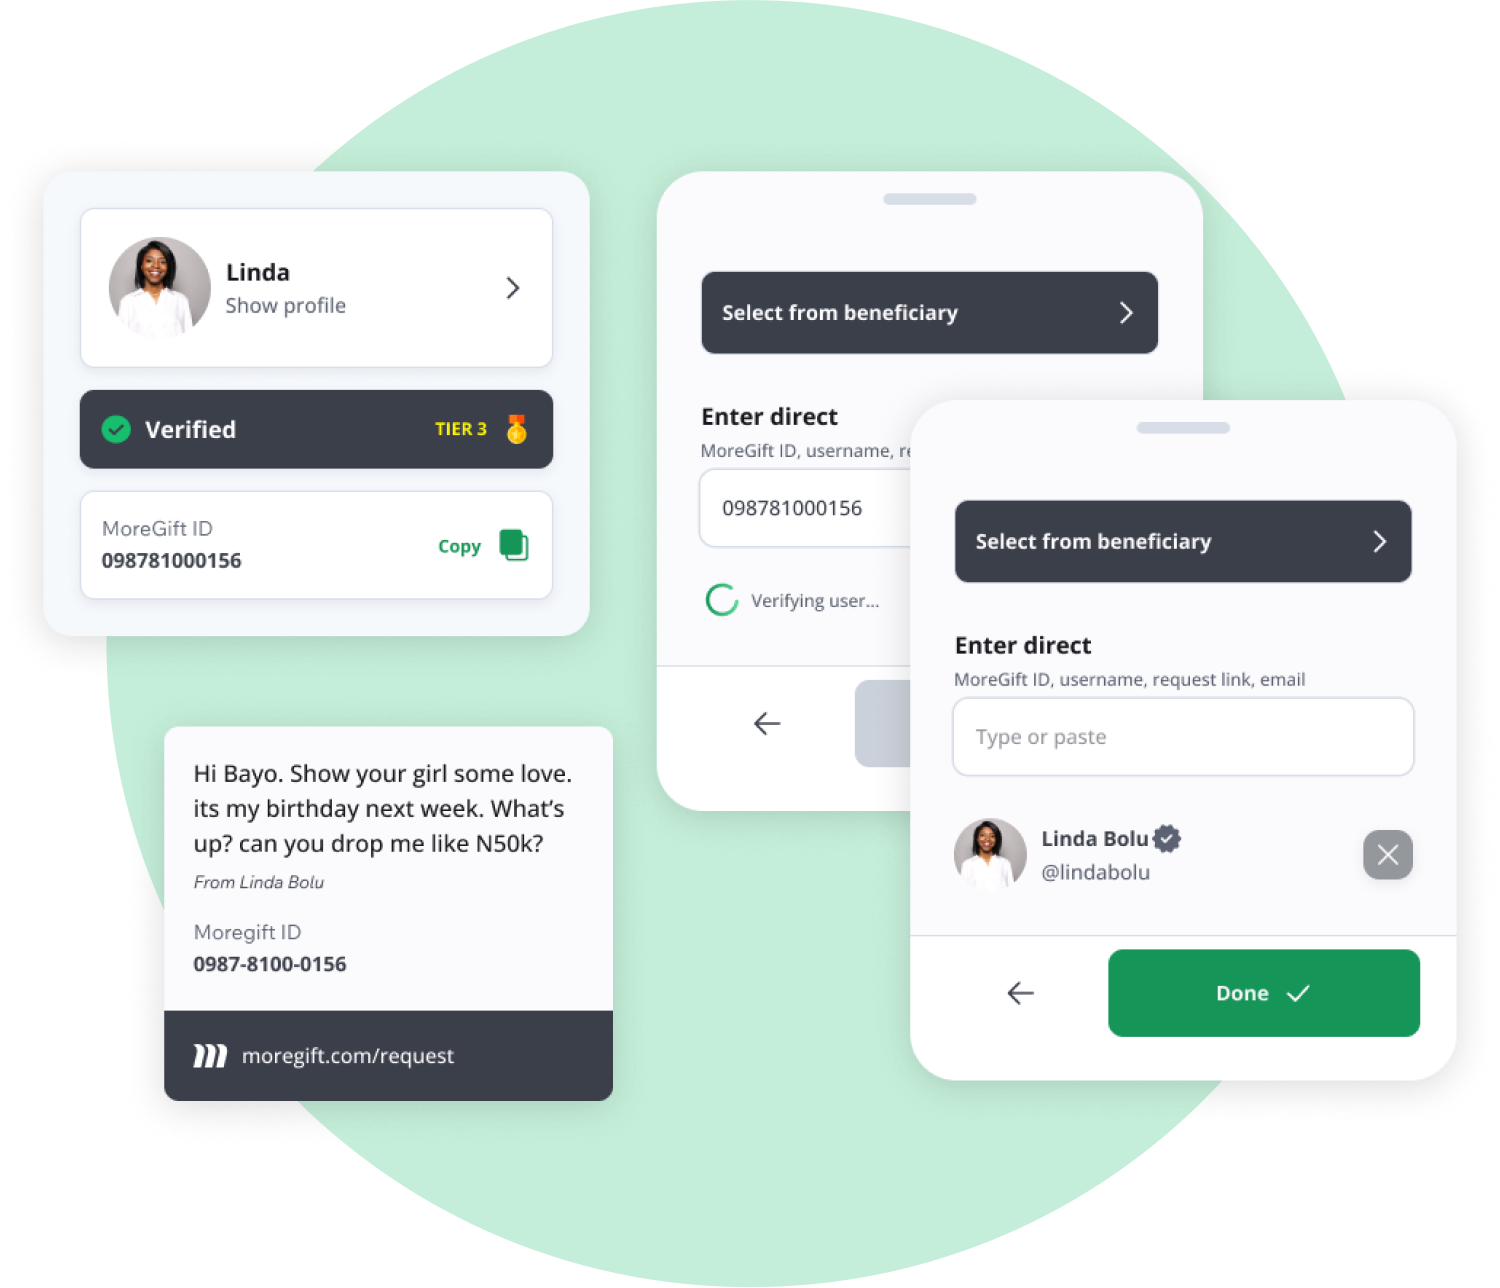 Linda
Show profile
Verified
TIER 3
MoreGift ID
098781000156
Copy
Hi Bayo. Show your girl some love.
its my birthday next week. What’s
up? can you drop me like N50k?
From Linda Bolu
Moregift ID
0987-8100-0156
moregift.com/request
Select from beneficiary
Enter direct
MoreGift ID, username, re
098781000156
Verifying user...
Select from beneficiary
Enter direct
MoreGift ID, username, request link, email
Type or paste
Linda Bolu
@lindabolu
Done